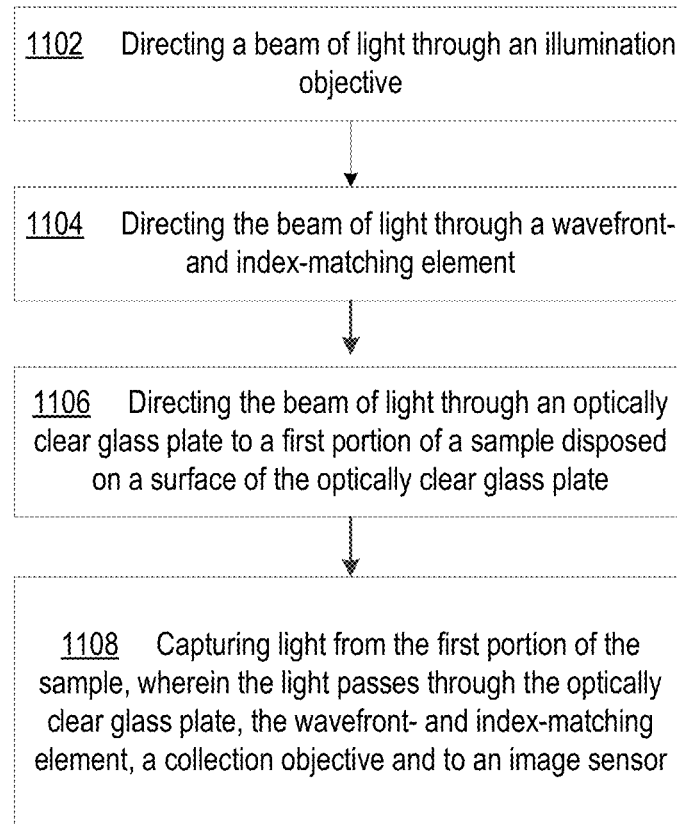 1102 Directing a beam of light through an illumination
objective
1104 Directing the beam of light through a wavefront-
and index-matching element
1106 Directing the beam of light through an optically
clear glass plate to a first portion of a sample disposed
on a surface of the optically clear glass plate
1108 Capturing light from the first portion of the
sample, wherein the light passes through the optically
clear glass plate, the wavefront- and index-matching
element, a collection objective and to an image sensor